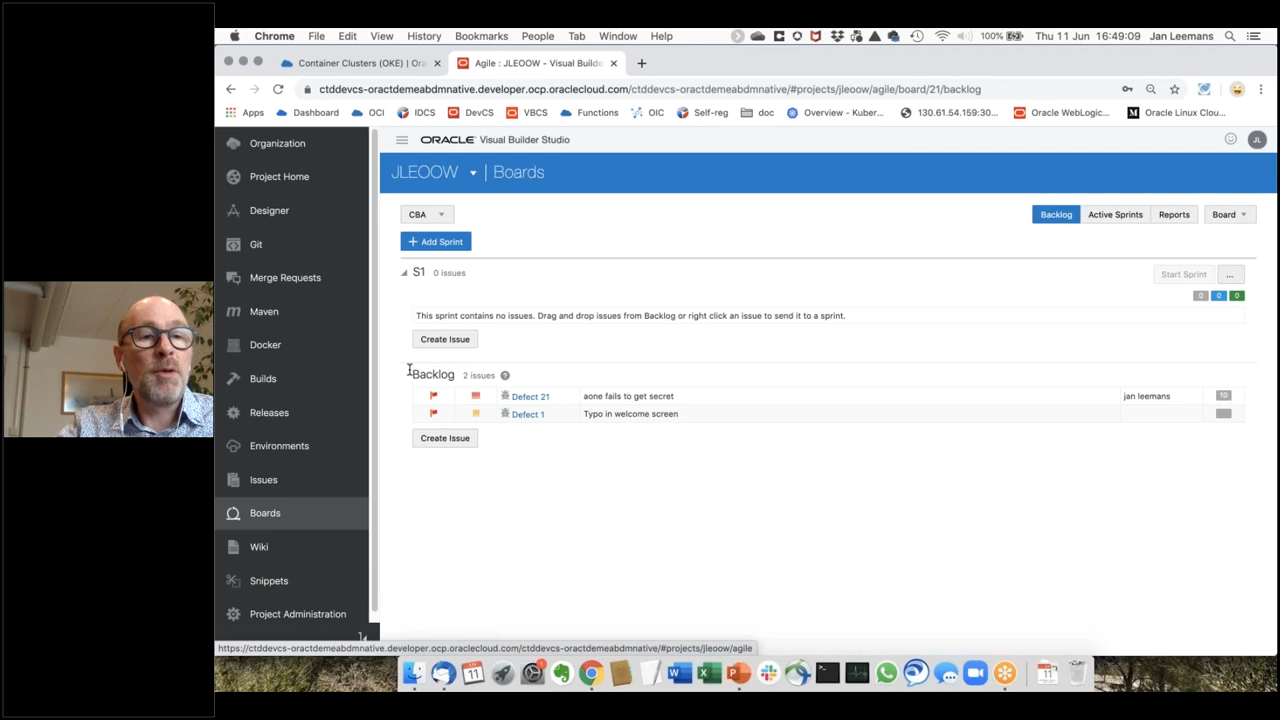 Chrome File Edit View History Bookmarks People Tab Window Help 100% Thu 11 Jun 16:49:09 Jan Leemans
Container Clusters (OKE) | Ora
Agile : JLEOOW - Visual Builde
ctddevcs-oractdemeabdmnative.developer.ocp.oraclecloud.com/ctddevcs-oractdemeabdmnative/#projects/jleoow/agile/board/21/backlog
Apps Dashboard OCI IDCS DevCS VBCS Functions OIC Self-reg doc Overview - Kuber... 130.61.54.159:30... Oracle WebLogic... Oracle Linux Clou...
Organization
Project Home
Designer
Git
Merge Requests
Maven
Docker
Builds
Releases
Environments
Issues
Boards
Wiki
Snippets
Project Administration
ORACLE Visual Builder Studio
JL
JLEOOW | Boards
CBA
Backlog Active Sprints Reports Board
+ Add Sprint
S1 0 issues
Start Sprint ...
0 0 0
This sprint contains no issues. Drag and drop issues from Backlog or right click an issue to send it to a sprint.
Create Issue
Backlog 2 issues ?
Defect 21 aone fails to get secret jan leemans 10
Defect 1 Typo in welcome screen
Create Issue
https://ctddevcs-oractdemeabdmnative.developer.ocp.oraclecloud.com/ctddevcs-oractdemeabdmnative/#projects/jleoow/agile